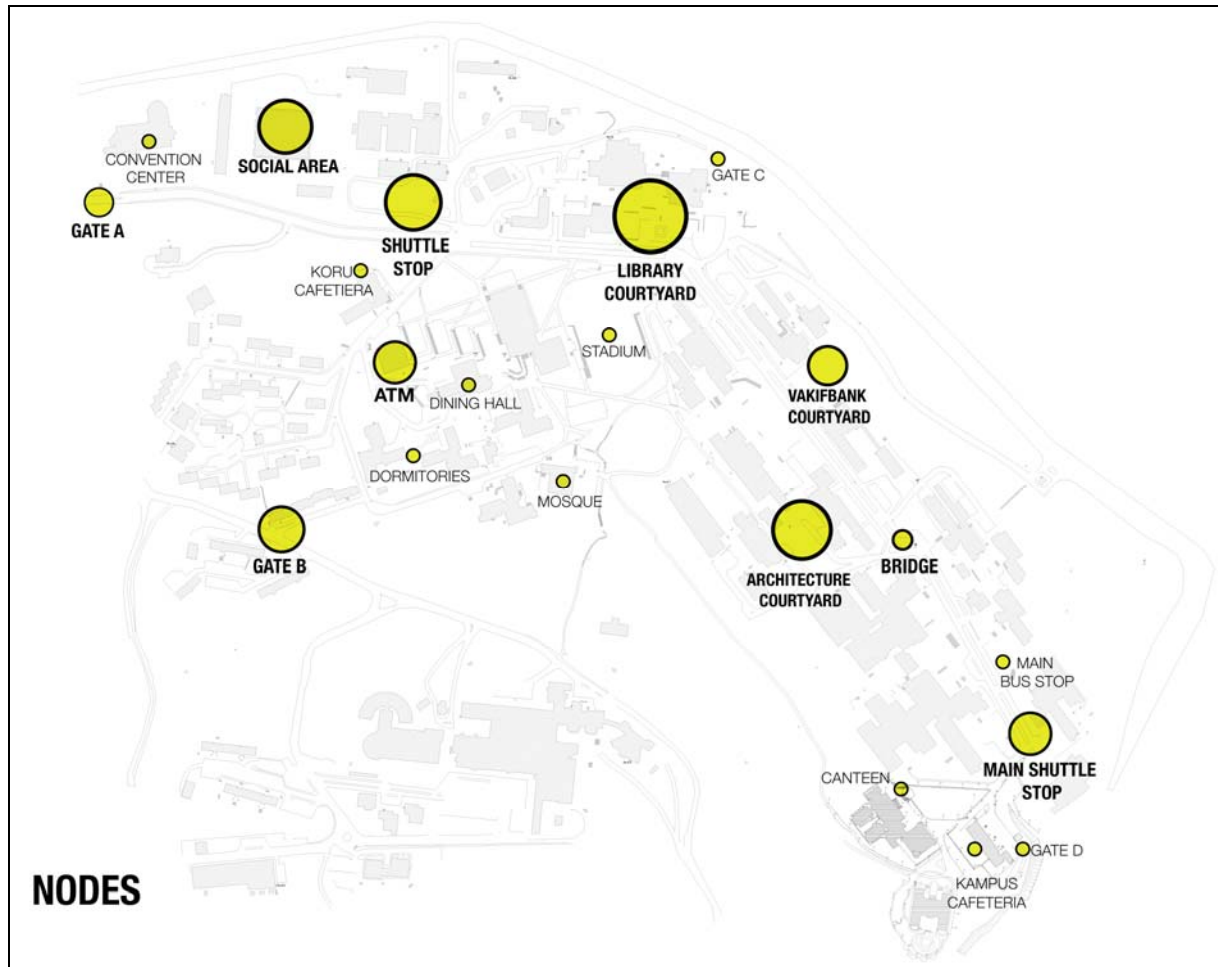 CONVENTION
CENTER
SOCIAL AREA
GATE C
GATE A
SHUTTLE
STOP
KORU
CAFETIERA
LIBRARY
COURTYARD
STADIUM
ATM
DINING HALL
VAKIFBANK
COURTYARD
DORMITORIES
MOSQUE
GATE B
ARCHITECTURE
COURTYARD
BRIDGE
MAIN
BUS STOP
MAIN SHUTTLE
STOP
CANTEEN
GATE D
KAMPUS
CAFETERIA
NODES